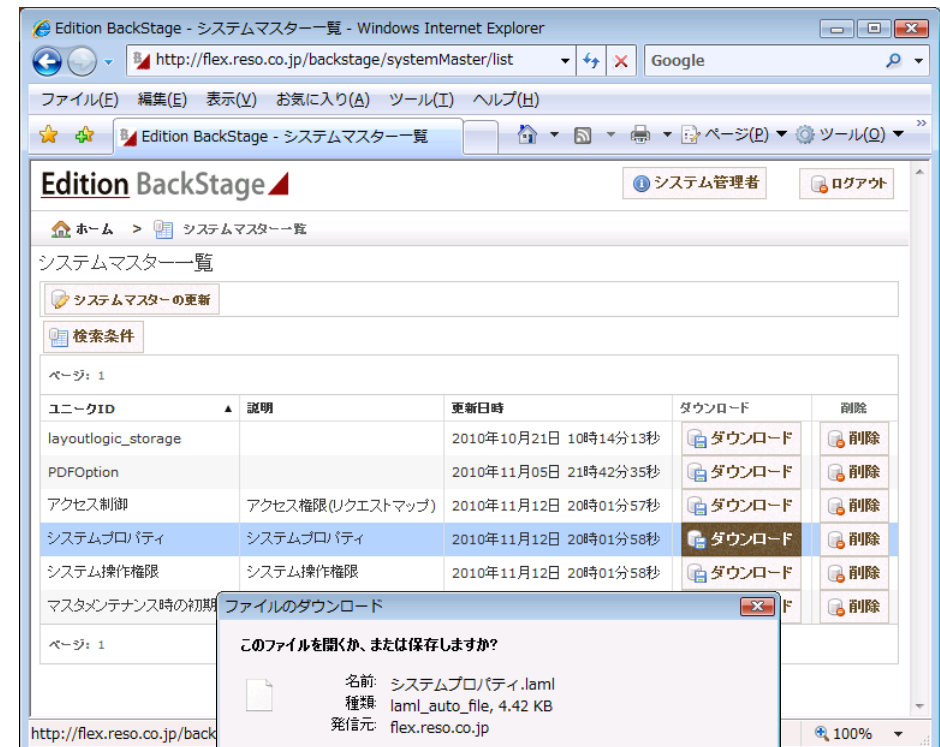 Edition BackStage - システムマスター一覧 - Windows Internet Explorer
http://flex.reso.co.jp/backstage/systemMaster/list Google
ファイル(F) 編集(E) 表示(V) お気に入り(A) ツール(T) ヘルプ(H)
Edition BackStage - システムマスター一覧 ページ(P) ツール(O) »
Edition BackStage システム管理者 ログアウト
ホーム > システムマスター一覧
システムマスター一覧
システムマスターの更新
検索条件
ページ: 1
ユニークID ▲ 説明 更新日時 ダウンロード 削除
layoutlogic_storage 2010年10月21日 10時14分13秒 ダウンロード 削除
PDFOption 2010年11月05日 21時42分35秒 ダウンロード 削除
アクセス制御 アクセス権限(リクエストマップ) 2010年11月12日 20時01分57秒 ダウンロード 削除
システムプロパティ システムプロパティ 2010年11月12日 20時01分58秒 ダウンロード 削除
システム操作権限 システム操作権限 2010年11月12日 20時01分58秒 ダウンロード 削除
マスタメンテナンス時の初期 ファイルのダウンロード ド 削除
ページ: 1 このファイルを開くか、または保存しますか?
名前: システムプロパティ.laml
種類: laml_auto_file, 4.42 KB
発信元: flex.reso.co.jp
http://flex.reso.co.jp/back 100%